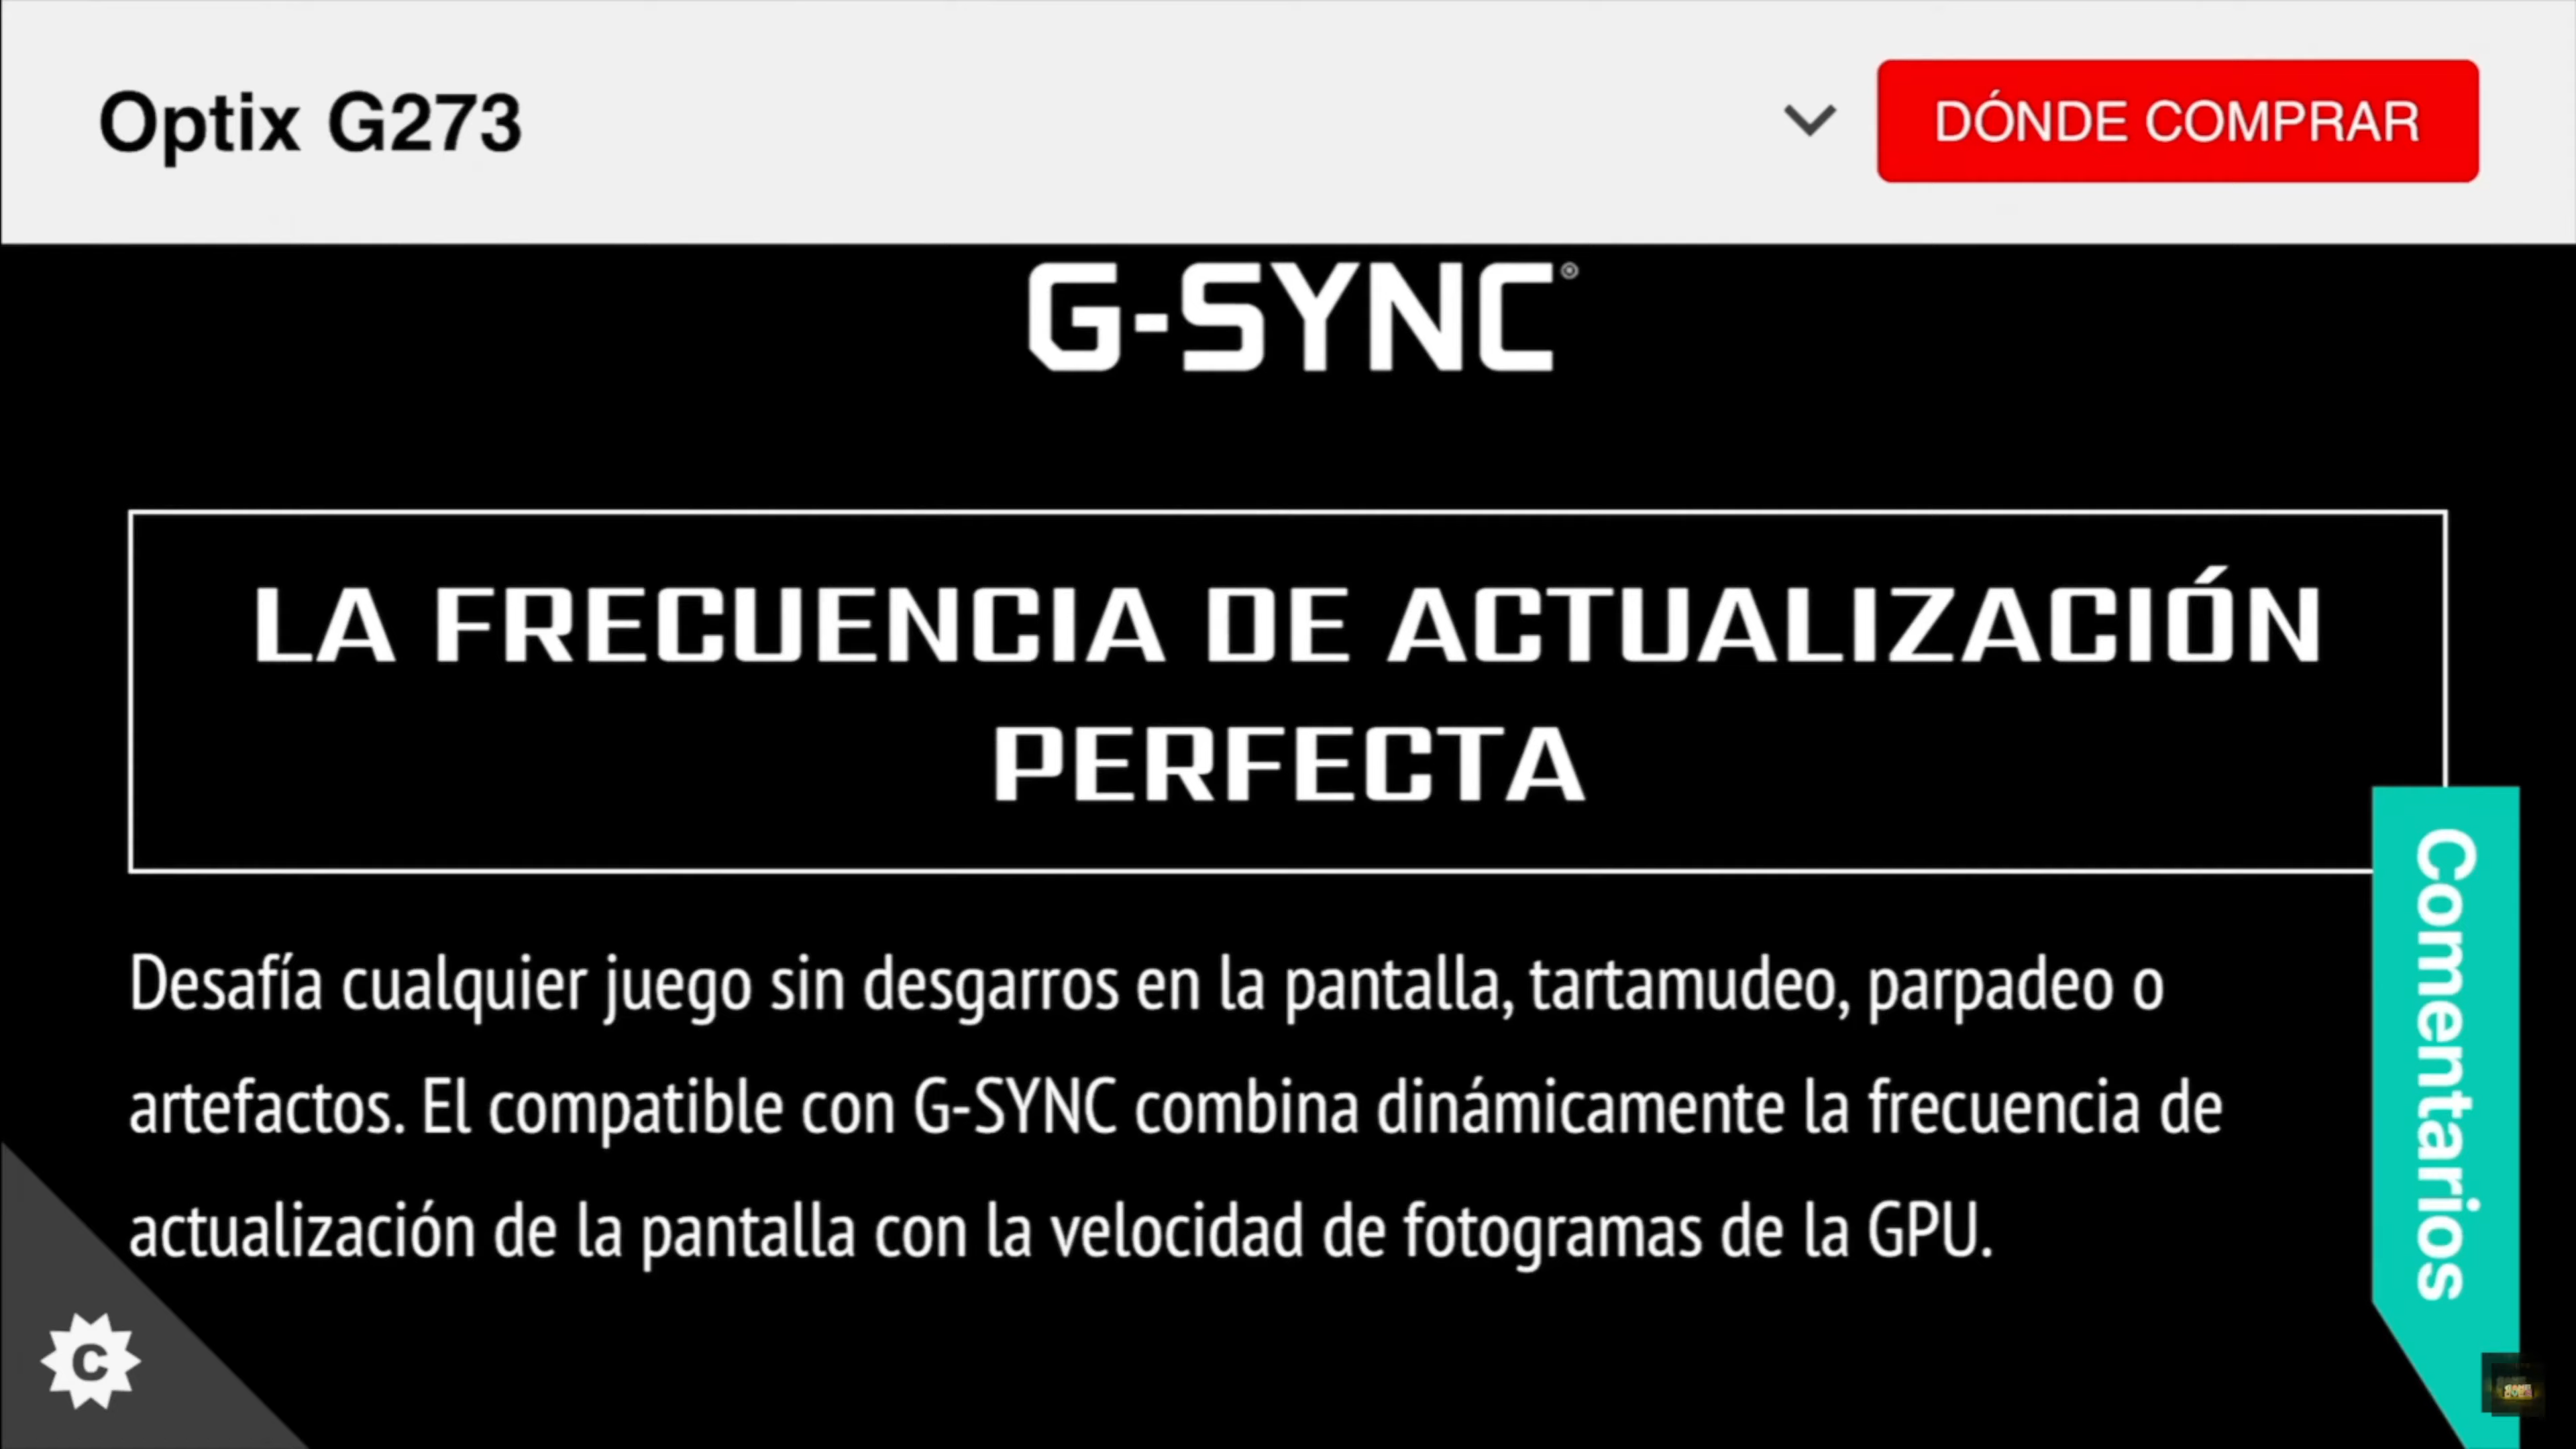 Optix G273
DÓNDE COMPRAR
G-SYNC®
LA FRECUENCIA DE ACTUALIZACIÓN
PERFECTA
Desafía cualquier juego sin desgarros en la pantalla, tartamudeo, parpadeo o
artefactos. El compatible con G-SYNC combina dinámicamente la frecuencia de
actualización de la pantalla con la velocidad de fotogramas de la GPU.
Comentarios
C